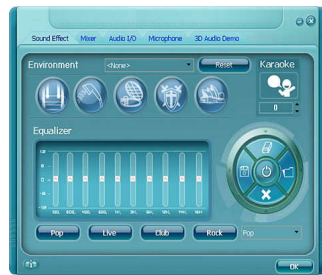 Sound Effect Mixer Audio I/O Microphone 3D Audio Demo
Environment <None> Reset Karaoke
0
Equalizer
Pop Live Club Rock Pop
OK